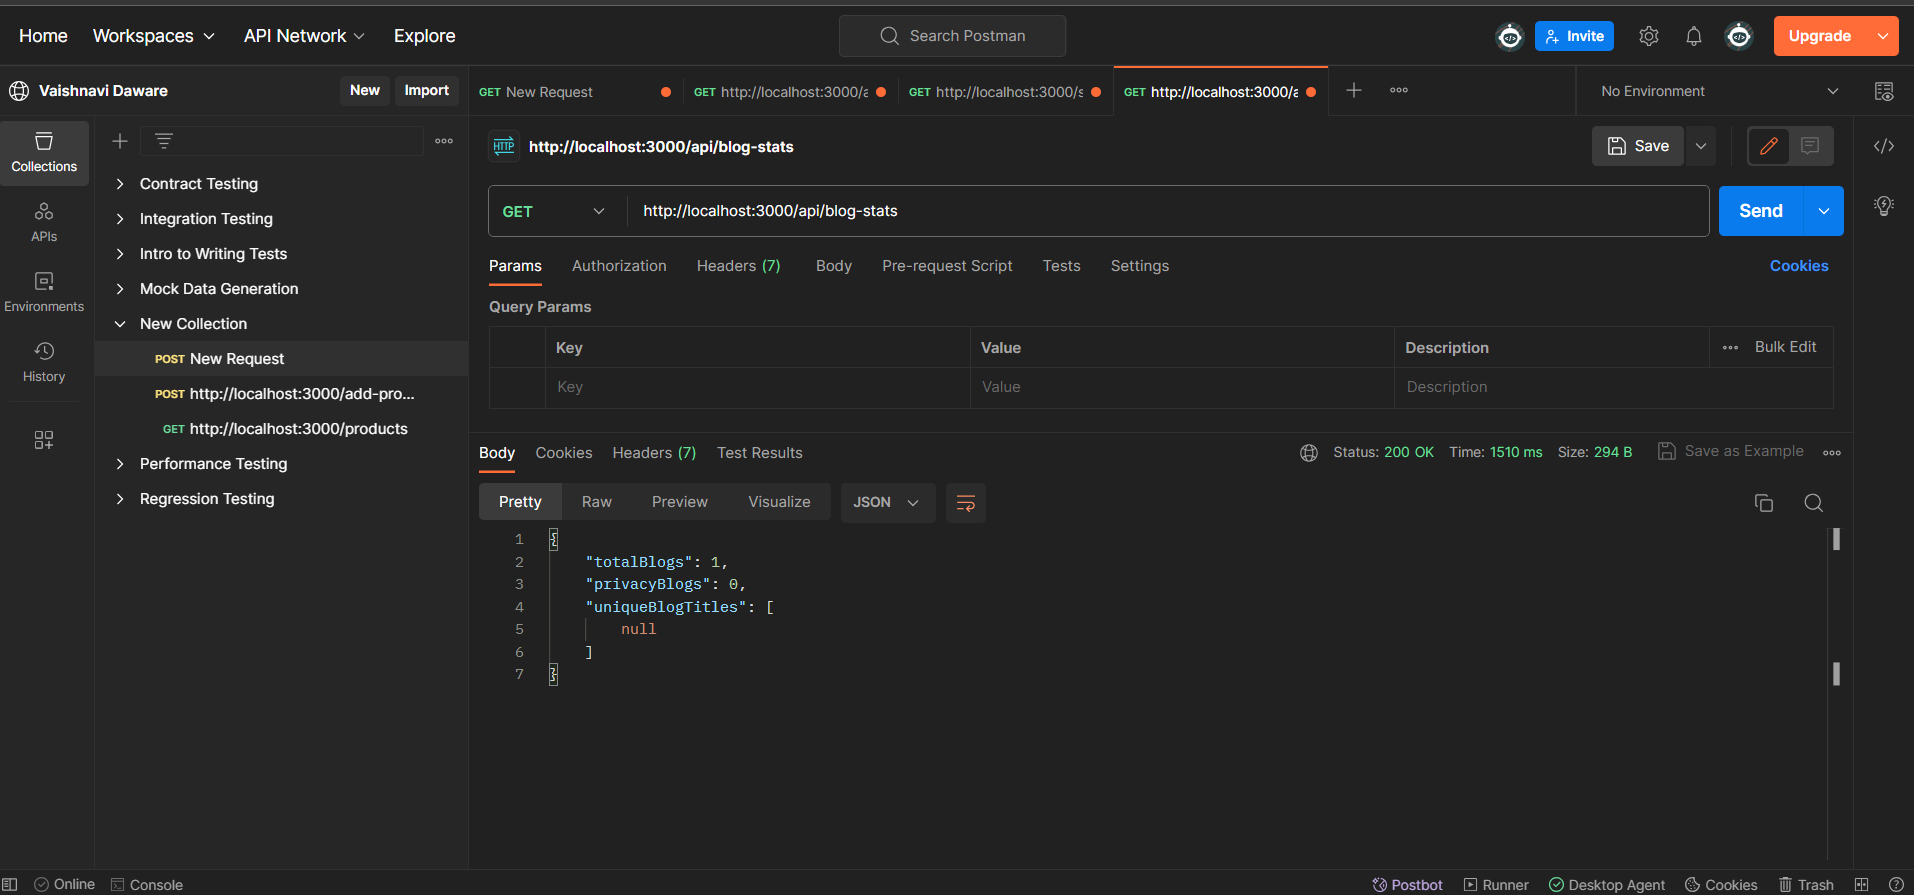 Home Workspaces API Network Explore Search Postman Invite Upgrade
Vaishnavi Daware New Import GET New Request GET http://localhost:3000/a GET http://localhost:3000/s GET http://localhost:3000/a No Environment
Collections
APIs
Environments
History
Contract Testing
Integration Testing
Intro to Writing Tests
Mock Data Generation
New Collection
POST New Request
POST http://localhost:3000/add-pro...
GET http://localhost:3000/products
Performance Testing
Regression Testing
HTTP http://localhost:3000/api/blog-stats Save
GET http://localhost:3000/api/blog-stats Send
Params Authorization Headers (7) Body Pre-request Script Tests Settings Cookies
Query Params
Key Value Description Bulk Edit
Key Value Description
Body Cookies Headers (7) Test Results Status: 200 OK Time: 1510 ms Size: 294 B Save as Example
Pretty Raw Preview Visualize JSON
1 {
2 "totalBlogs": 1,
3 "privacyBlogs": 0,
4 "uniqueBlogTitles": [
5 null
6 ]
7 }
Online Console Postbot Runner Desktop Agent Cookies Trash